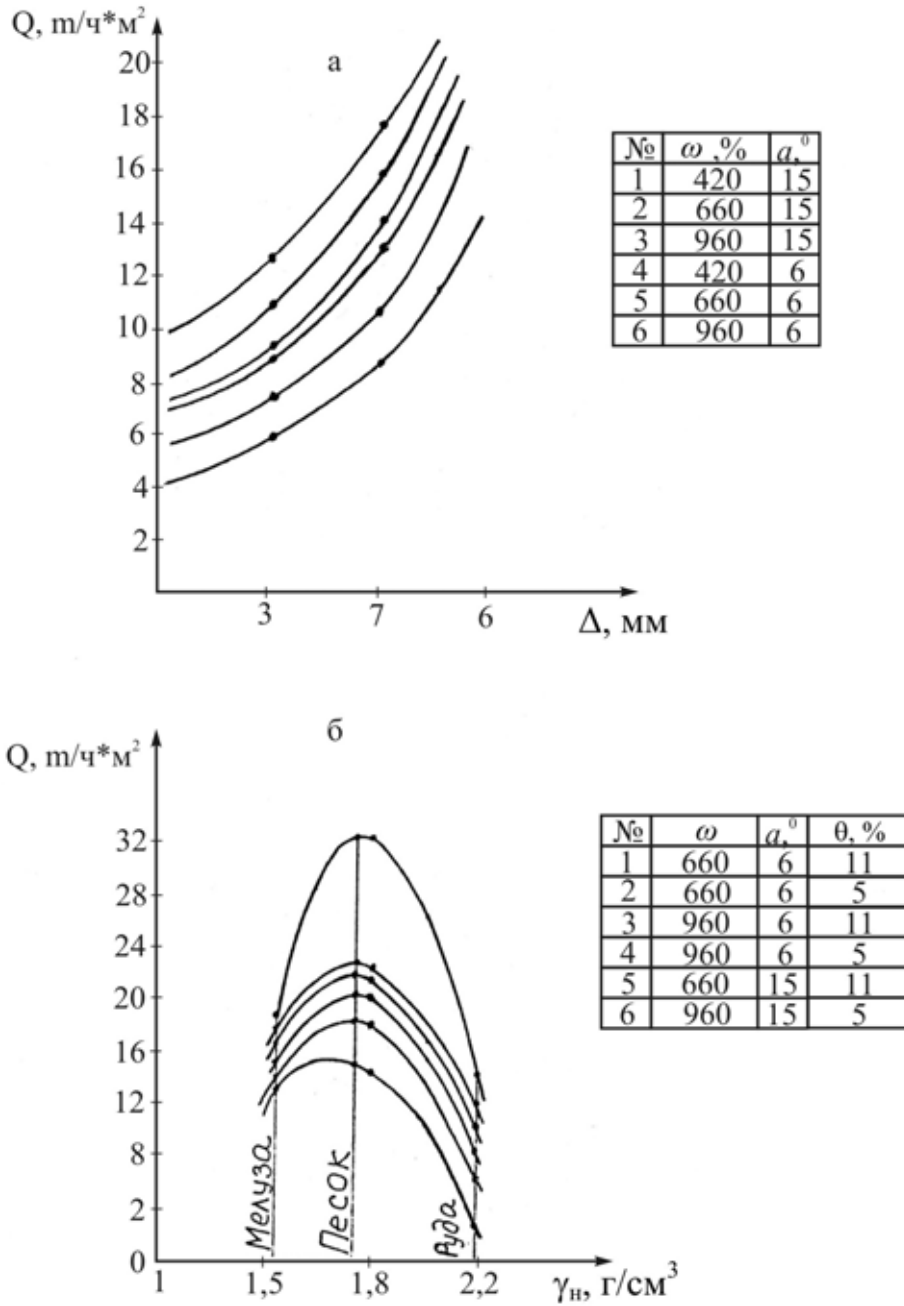 Q, т/ч*м²
а
20
18
16
14
12
10
8
6
4
2
3 7 6
Δ, мм
№ ω ,% a,⁰
1 420 15
2 660 15
3 960 15
4 420 6
5 660 6
6 960 6
б
Q, т/ч*м²
32
28
24
20
16
12
8
2
0
Мелуза Песок Руда
1 1,5 1,8 2,2 γн, г/см³
№ ω a,⁰ θ, %
1 660 6 11
2 660 6 5
3 960 6 11
4 960 6 5
5 660 15 11
6 960 15 5